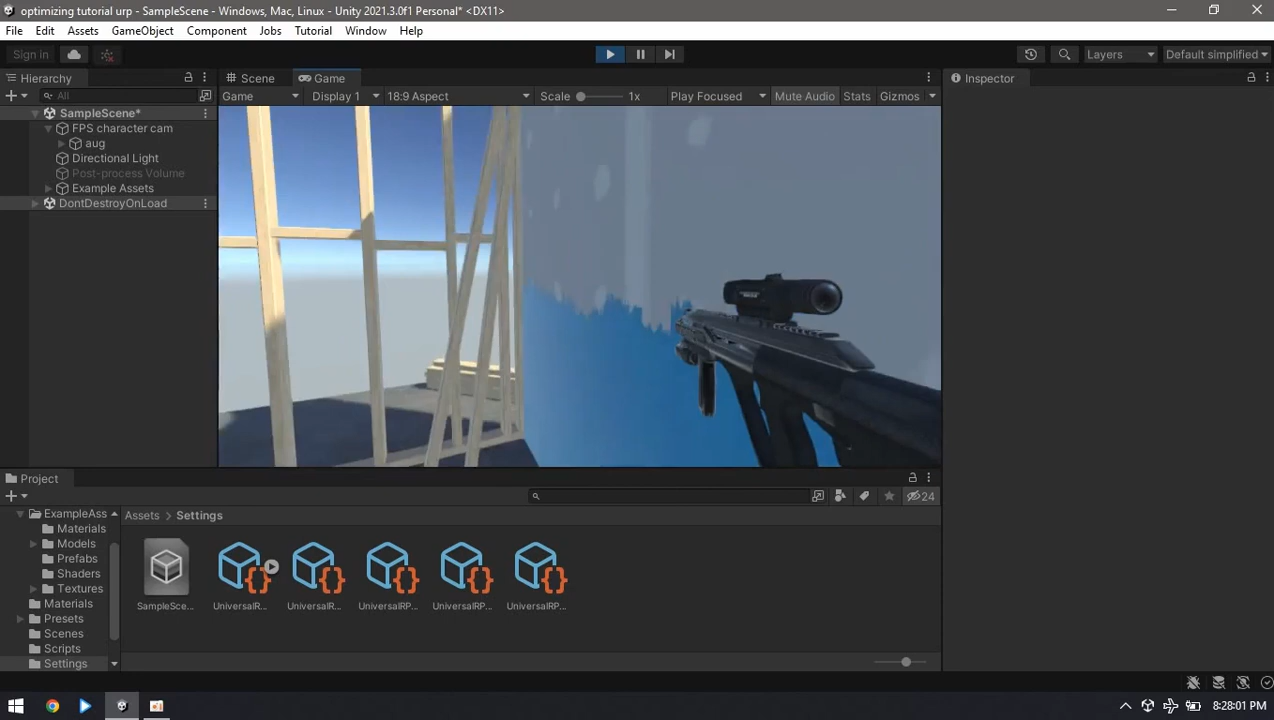 optimizing tutorial urp - SampleScene - Windows, Mac, Linux - Unity 2021.3.0f1 Personal* <DX11>
File Edit Assets GameObject Component Jobs Tutorial Window Help
Sign in Layers Default simplified
Hierarchy Scene Game Inspector
All Game Display 1 18:9 Aspect Scale 1x Play Focused Mute Audio Stats Gizmos
SampleScene*
FPS character cam
aug
Directional Light
Post-process Volume
Example Assets
DontDestroyOnLoad
Project
24
ExampleAss
Materials
Models
Prefabs
Shaders
Textures
Materials
Presets
Scenes
Scripts
Settings
Assets > Settings
SampleSce... UniversalR... UniversalR... UniversalRP... UniversalRP... UniversalRP...
8:28:01 PM